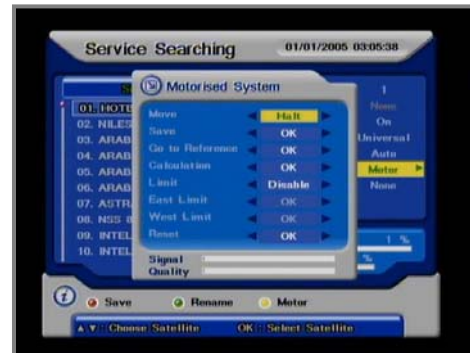 Service Searching 01/01/2005 03:05:38
Motorised System
Move Halt
Save OK
Go to Reference OK
Calculation OK
Limit Disable
East Limit OK
West Limit OK
Reset OK
Signal
Quality
01. HOTB
02. NILES
03. ARAB
04. ARAB
05. ARAB
06. ARAB
07. ASTR
08. NSS
09. INTEL
10. INTEL
1
None
On
Universal
Auto
Motor
None
1 %
%
Save Rename Motor
▲ ▼ : Choose Satellite OK : Select Satellite